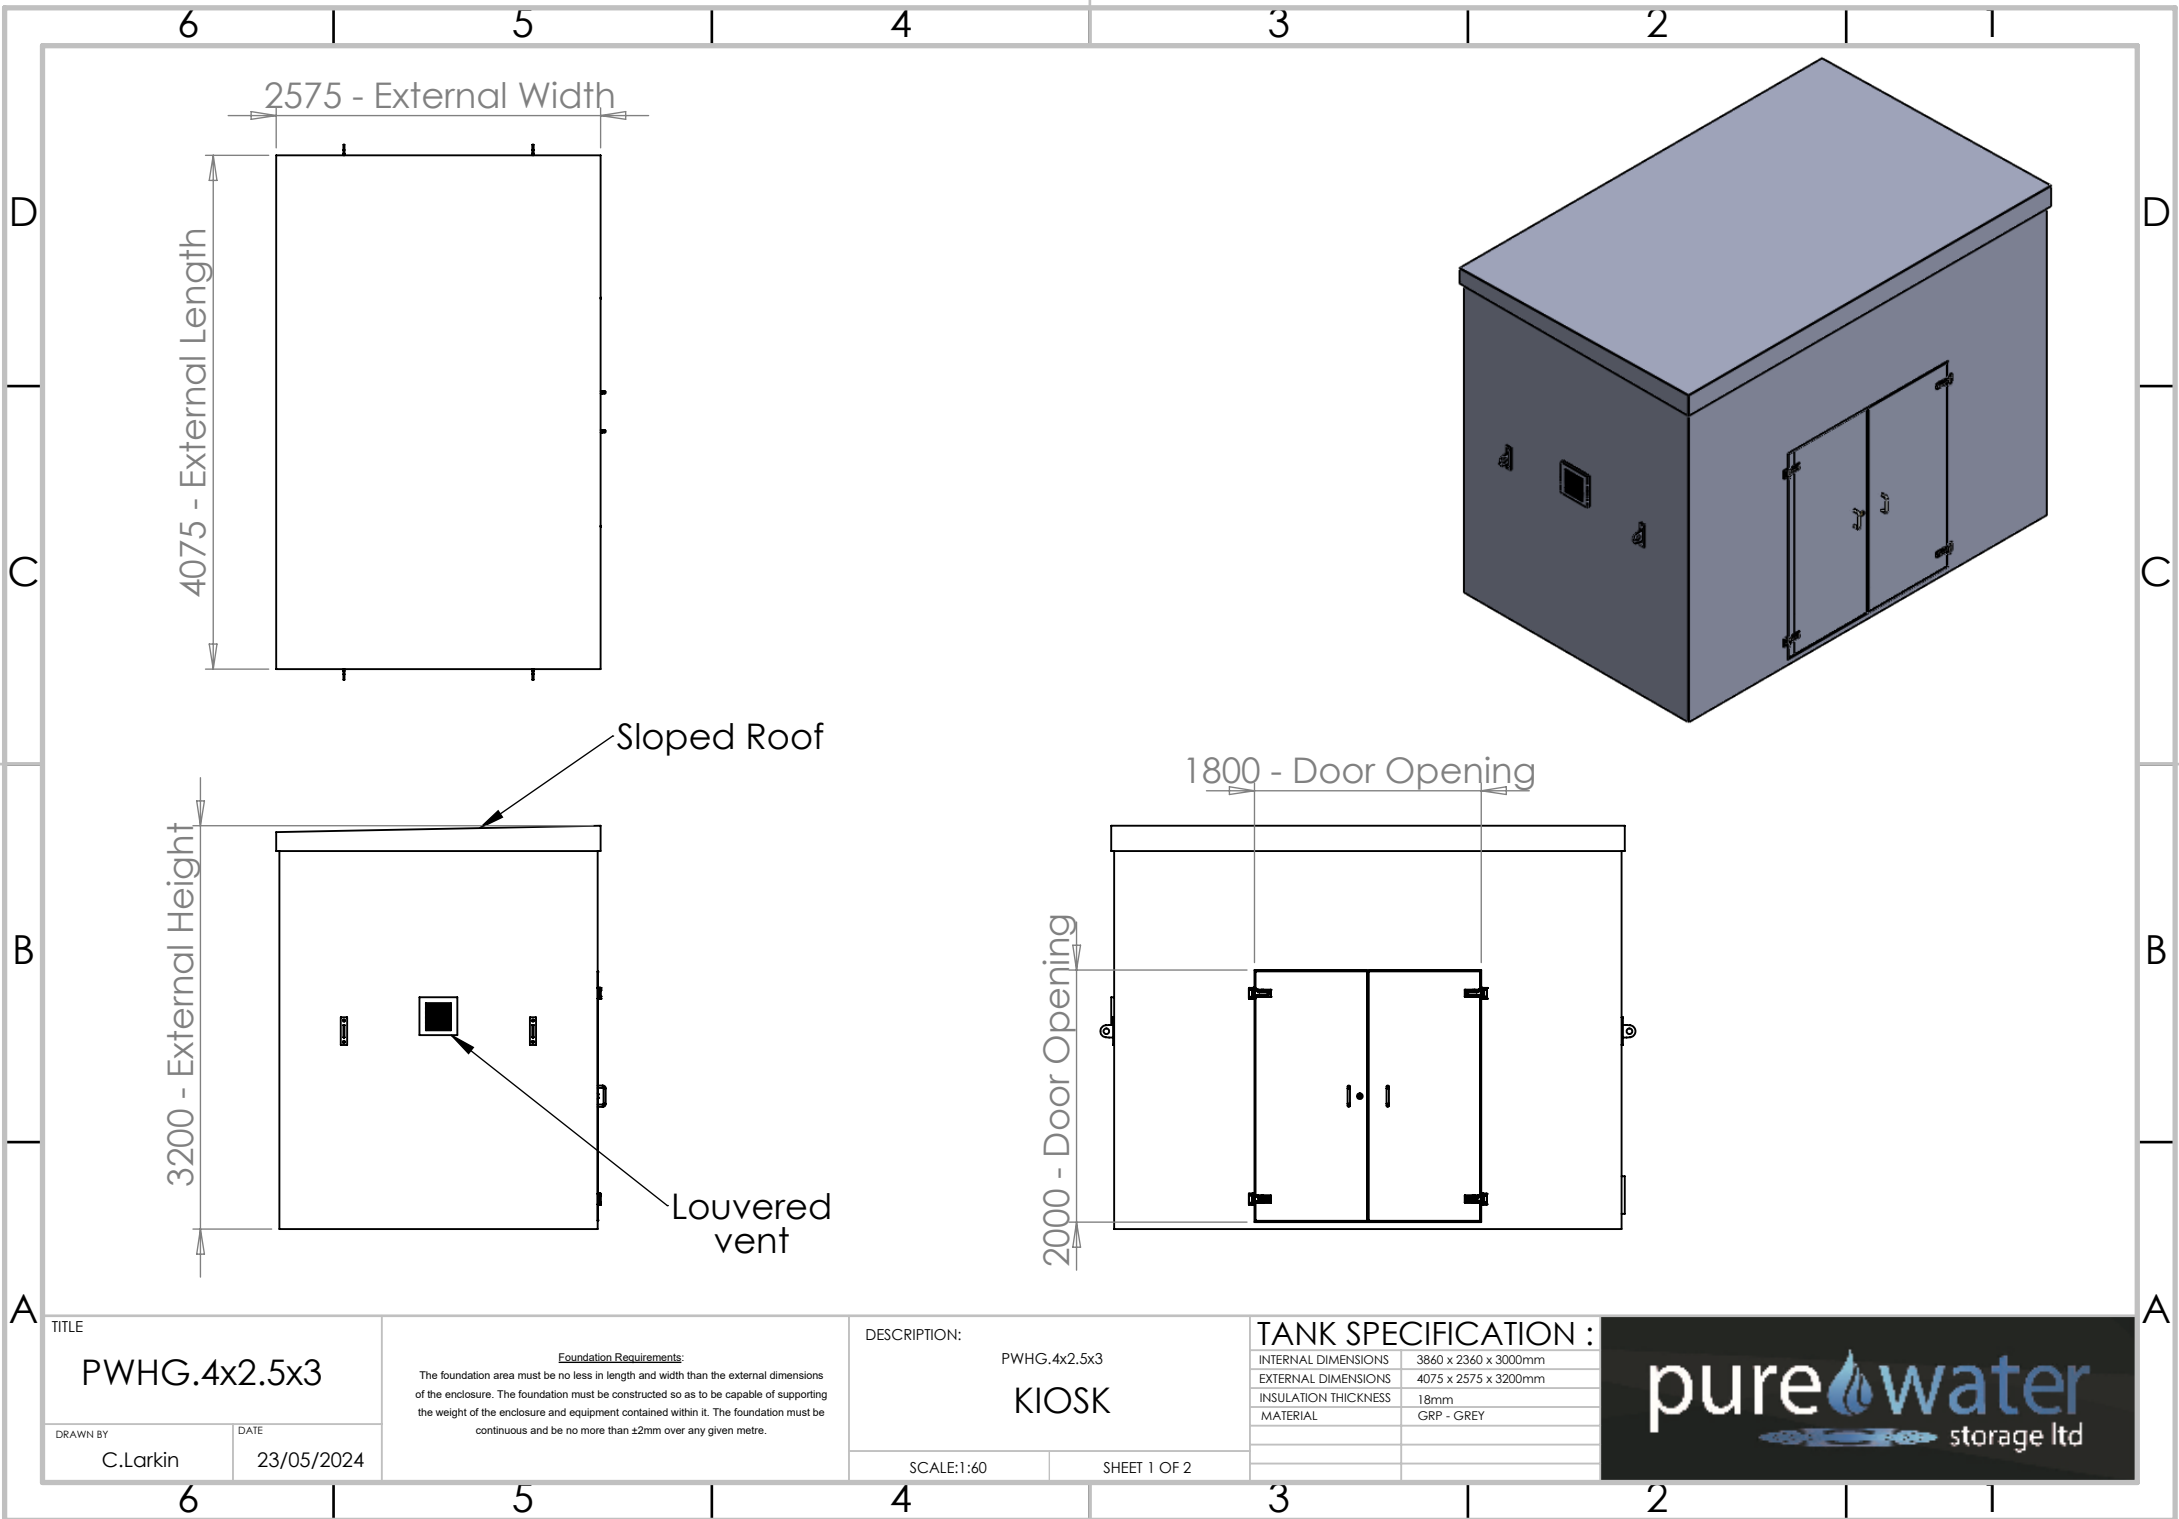 6 5 4 3 2
2575 - External Width
4075 - External Length
D D
C C
Sloped Roof
1800 - Door Opening
3200 - External Height
2000 - Door Opening
B B
Louvered
vent
A A
TITLE
PWHG.4x2.5x3
DRAWN BY
C.Larkin
DATE
23/05/2024
Foundation Requirements:
The foundation area must be no less in length and width than the external dimensions
of the enclosure. The foundation must be constructed so as to be capable of supporting
the weight of the enclosure and equipment contained within it. The foundation must be
continuous and be no more than ±2mm over any given metre.
DESCRIPTION:
PWHG.4x2.5x3
KIOSK
SCALE:1:60
SHEET 1 OF 2
TANK SPECIFICATION :
INTERNAL DIMENSIONS 3860 x 2360 x 3000mm
EXTERNAL DIMENSIONS 4075 x 2575 x 3200mm
INSULATION THICKNESS 18mm
MATERIAL GRP - GREY
pure water
storage ltd
6 5 4 3 2